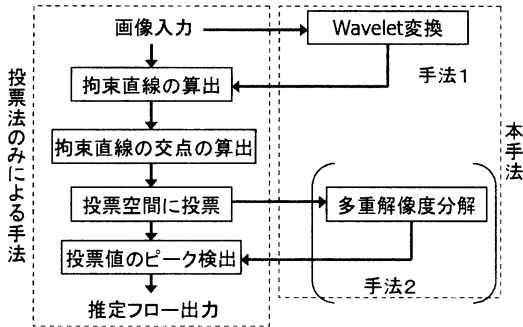 画像入力
Wavelet変換
手法1
拘束直線の算出
拘束直線の交点の算出
投票空間に投票
多重解像度分解
投票値のピーク検出
手法2
推定フロー出力
投票法のみによる手法
本手法